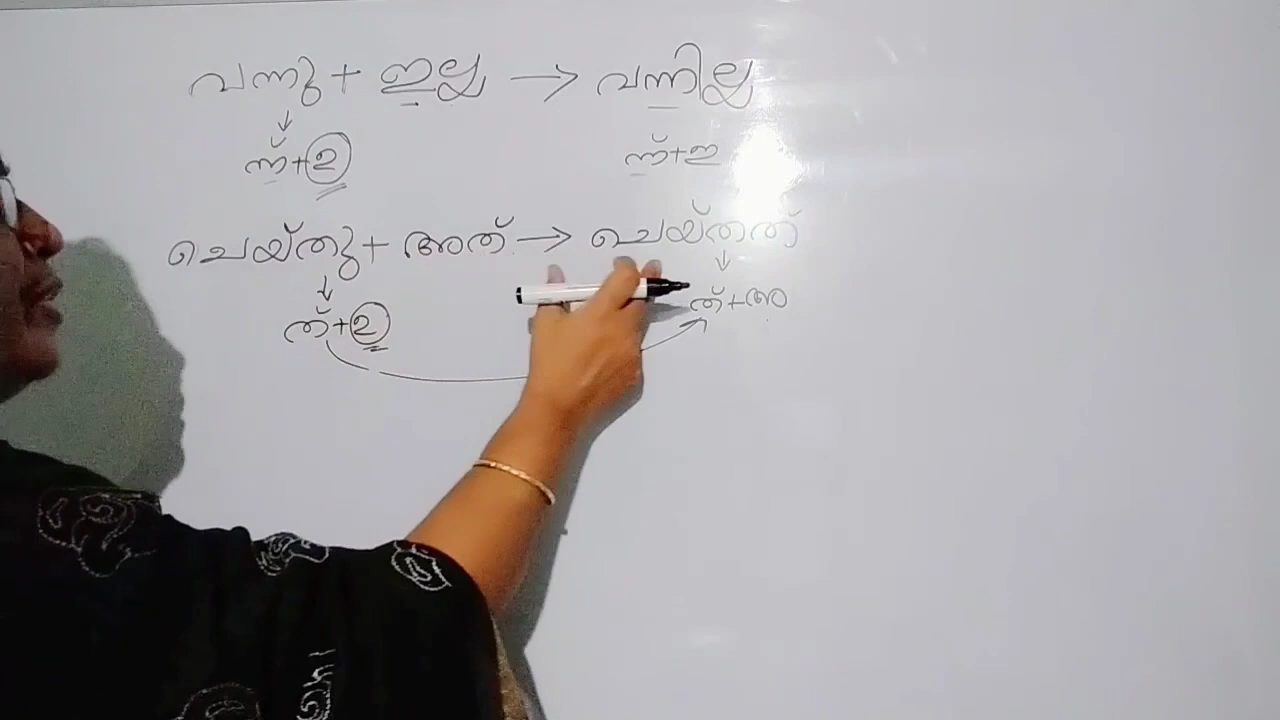 വന്നു + ഇല്ല → വന്നില്ല
↓
ന്ന് + ഉ ന്ന് + ഇ
ചെയ്തു + അത് → ചെയ്തത്
↓ ↓
ത് + ഉ ത് + അ